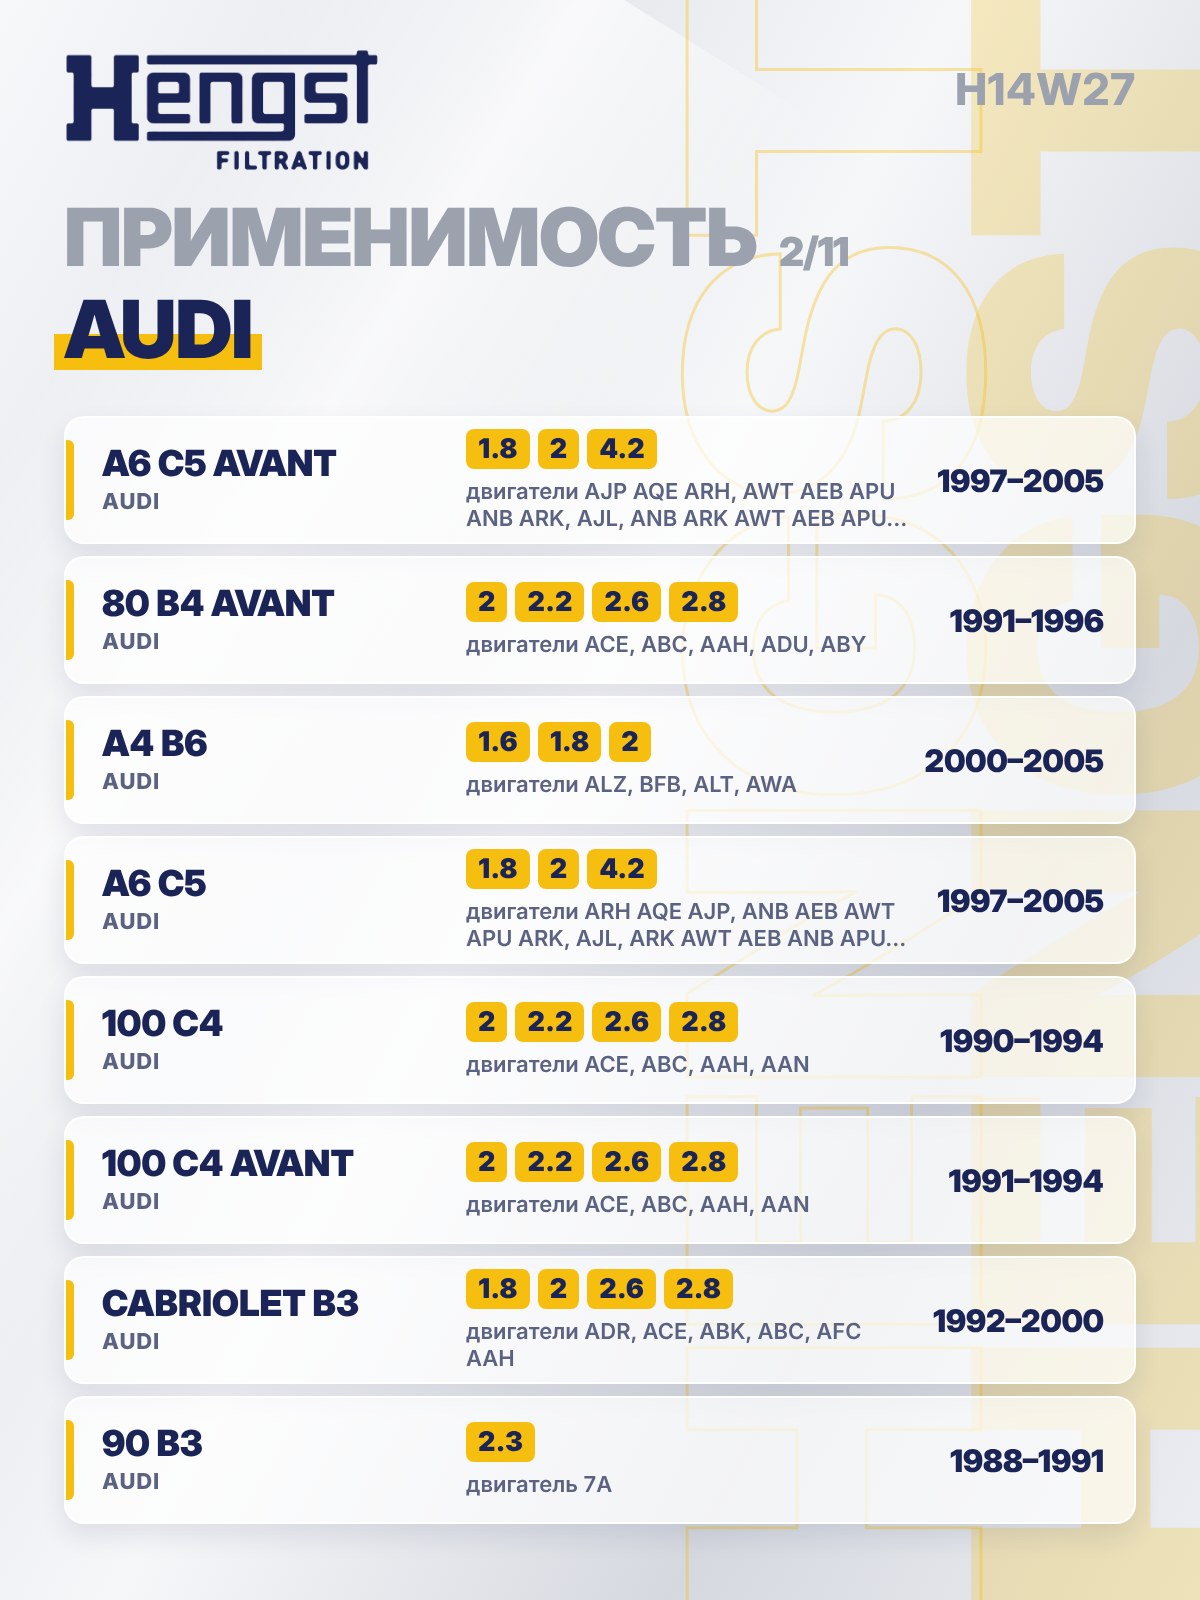 Hengst
FILTRATION
H14W27
ПРИМЕНИМОСТЬ 2/11
AUDI
A6 C5 AVANT
AUDI
1.8 2 4.2
двигатели AJP AQE ARH, AWT AEB APU
ANB ARK, AJL, ANB ARK AWT AEB APU...
1997–2005
80 B4 AVANT
AUDI
2 2.2 2.6 2.8
двигатели ACE, ABC, AAH, ADU, ABY
1991–1996
A4 B6
AUDI
1.6 1.8 2
двигатели ALZ, BFB, ALT, AWA
2000–2005
A6 C5
AUDI
1.8 2 4.2
двигатели ARH AQE AJP, ANB AEB AWT
APU ARK, AJL, ARK AWT AEB ANB APU...
1997–2005
100 C4
AUDI
2 2.2 2.6 2.8
двигатели ACE, ABC, AAH, AAN
1990–1994
100 C4 AVANT
AUDI
2 2.2 2.6 2.8
двигатели ACE, ABC, AAH, AAN
1991–1994
CABRIOLET B3
AUDI
1.8 2 2.6 2.8
двигатели ADR, ACE, ABK, ABC, AFC
AAH
1992–2000
90 B3
AUDI
2.3
двигатель 7A
1988–1991
HENGST
HENGST